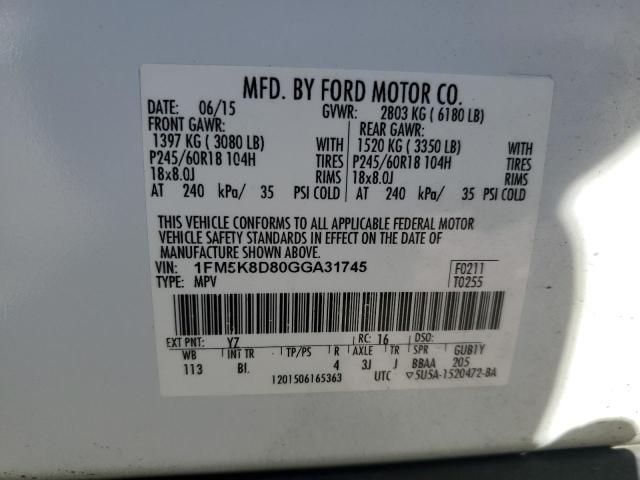 MFD. BY FORD MOTOR CO.
DATE: 06/15 GVWR: 2803 KG ( 6180 LB)
FRONT GAWR: REAR GAWR:
1397 KG ( 3080 LB) WITH 1520 KG ( 3350 LB) WITH
P245/60R18 104H TIRES P245/60R18 104H TIRES
18x8.0J RIMS 18x8.0J RIMS
AT 240 kPa/ 35 PSI COLD AT 240 kPa/ 35 PSI COLD
THIS VEHICLE CONFORMS TO ALL APPLICABLE FEDERAL MOTOR
VEHICLE SAFETY STANDARDS IN EFFECT ON THE DATE OF
MANUFACTURE SHOWN ABOVE.
VIN: 1FM5K8D80GGA31745 F0211
TYPE: MPV T0255
EXT PNT: YZ RC: 16 DSO:
WB INT TR TP/PS R AXLE TR SPR GUB1Y
113 BI. 4 3J J BBAA 205
1201506165363 UTC ▽5U5A-1520472-BA